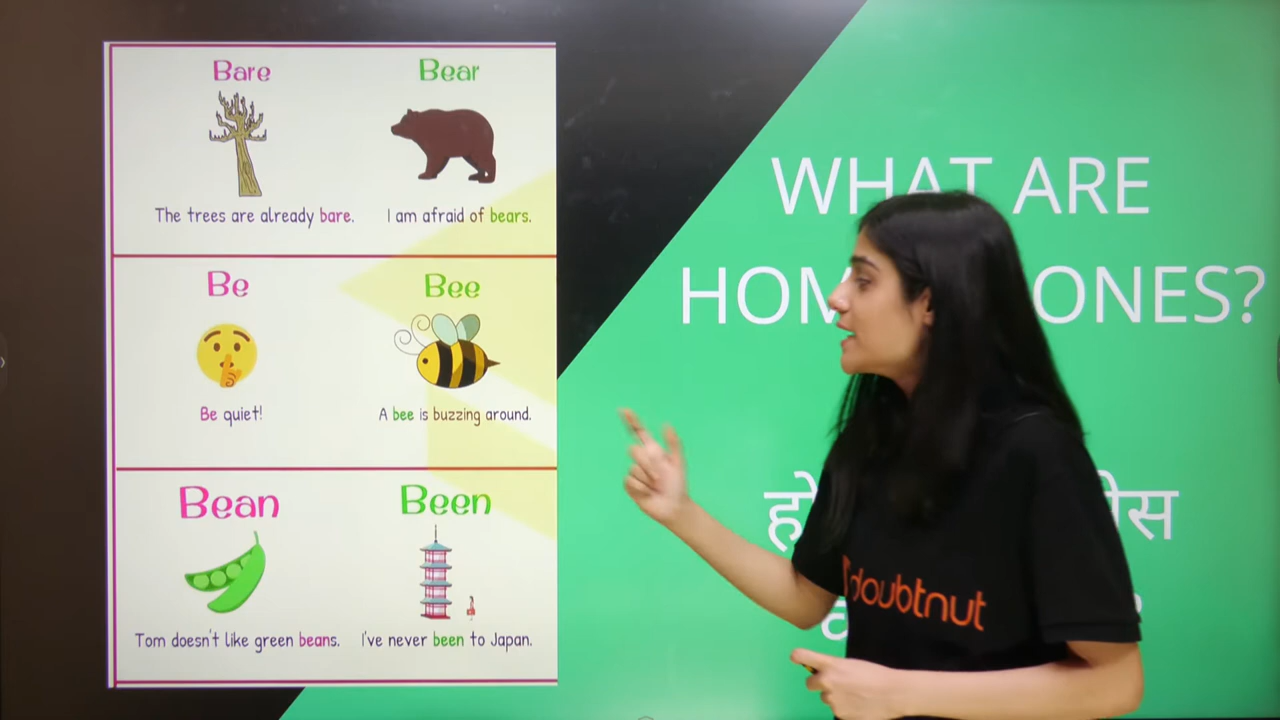 Bare Bear
The trees are already bare. I am afraid of bears.
Be Bee
Be quiet! A bee is buzzing around.
Bean Been
Tom doesn't like green beans. I've never been to Japan.
WHAT ARE
ONES?
doubtnut